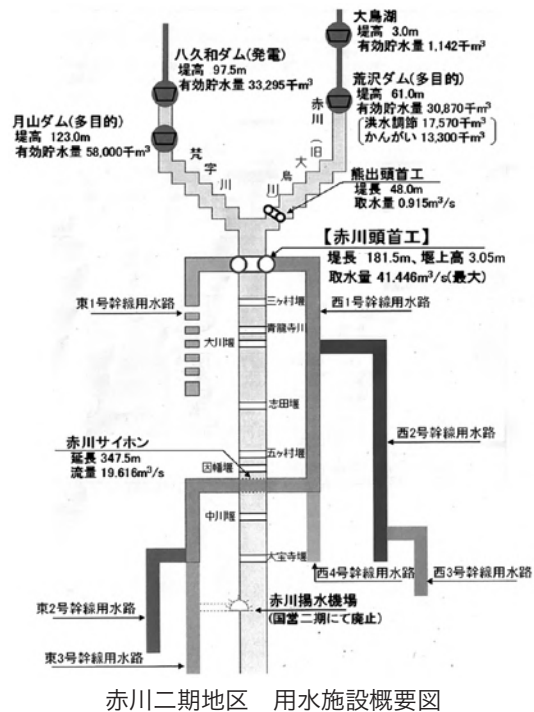 大鳥湖
堤高 3.0m
有効貯水量 1,142千m³
八久和ダム(発電)
堤高 97.5m
有効貯水量 33,295千m³
荒沢ダム(多目的)
堤高 61.0m
有効貯水量 30,870千m³
洪水調節 17,570千m³
かんがい 13,300千m³
月山ダム(多目的)
堤高 123.0m
有効貯水量 58,000千m³
梵字川
赤川(旧大鳥川)
熊出頭首工
堤長 48.0m
取水量 0.915m³/s
【赤川頭首工】
堤長 181.5m、堰上高 3.05m
取水量 41.446m³/s(最大)
東1号幹線用水路
三ヶ村堰
西1号幹線用水路
青龍寺川
大川堰
志田堰
西2号幹線用水路
赤川サイホン
延長 347.5m
流量 19.616m³/s
五ヶ村堰
因幡堰
中川堰
大宝寺堰
西4号幹線用水路
西3号幹線用水路
東2号幹線用水路
赤川揚水機場
(国営二期にて廃止)
東3号幹線用水路
赤川二期地区 用水施設概要図